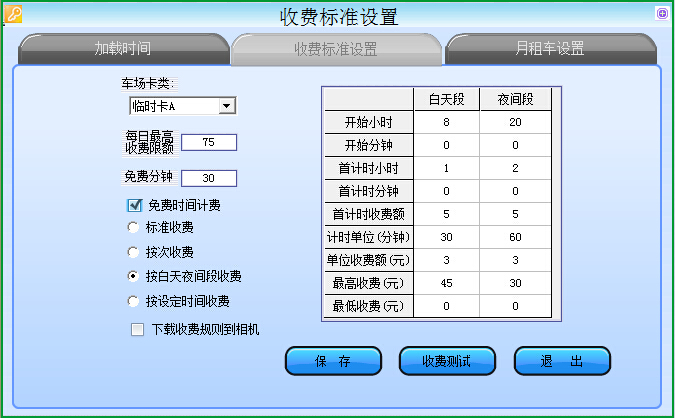 收费标准设置
加载时间 收费标准设置 月租车设置
车场卡类:
临时卡A
每日最高
收费限额 75
免费分钟 30
免费时间计费
标准收费
按次收费
按白天夜间段收费
按设定时间收费
下载收费规则到相机
白天段 夜间段
开始小时 8 20
开始分钟 0 0
首计时小时 1 2
首计时分钟 0 0
首计时收费额 5 5
计时单位(分钟) 30 60
单位收费额(元) 3 3
最高收费(元) 45 30
最低收费(元) 0 0
保 存 收费测试 退 出